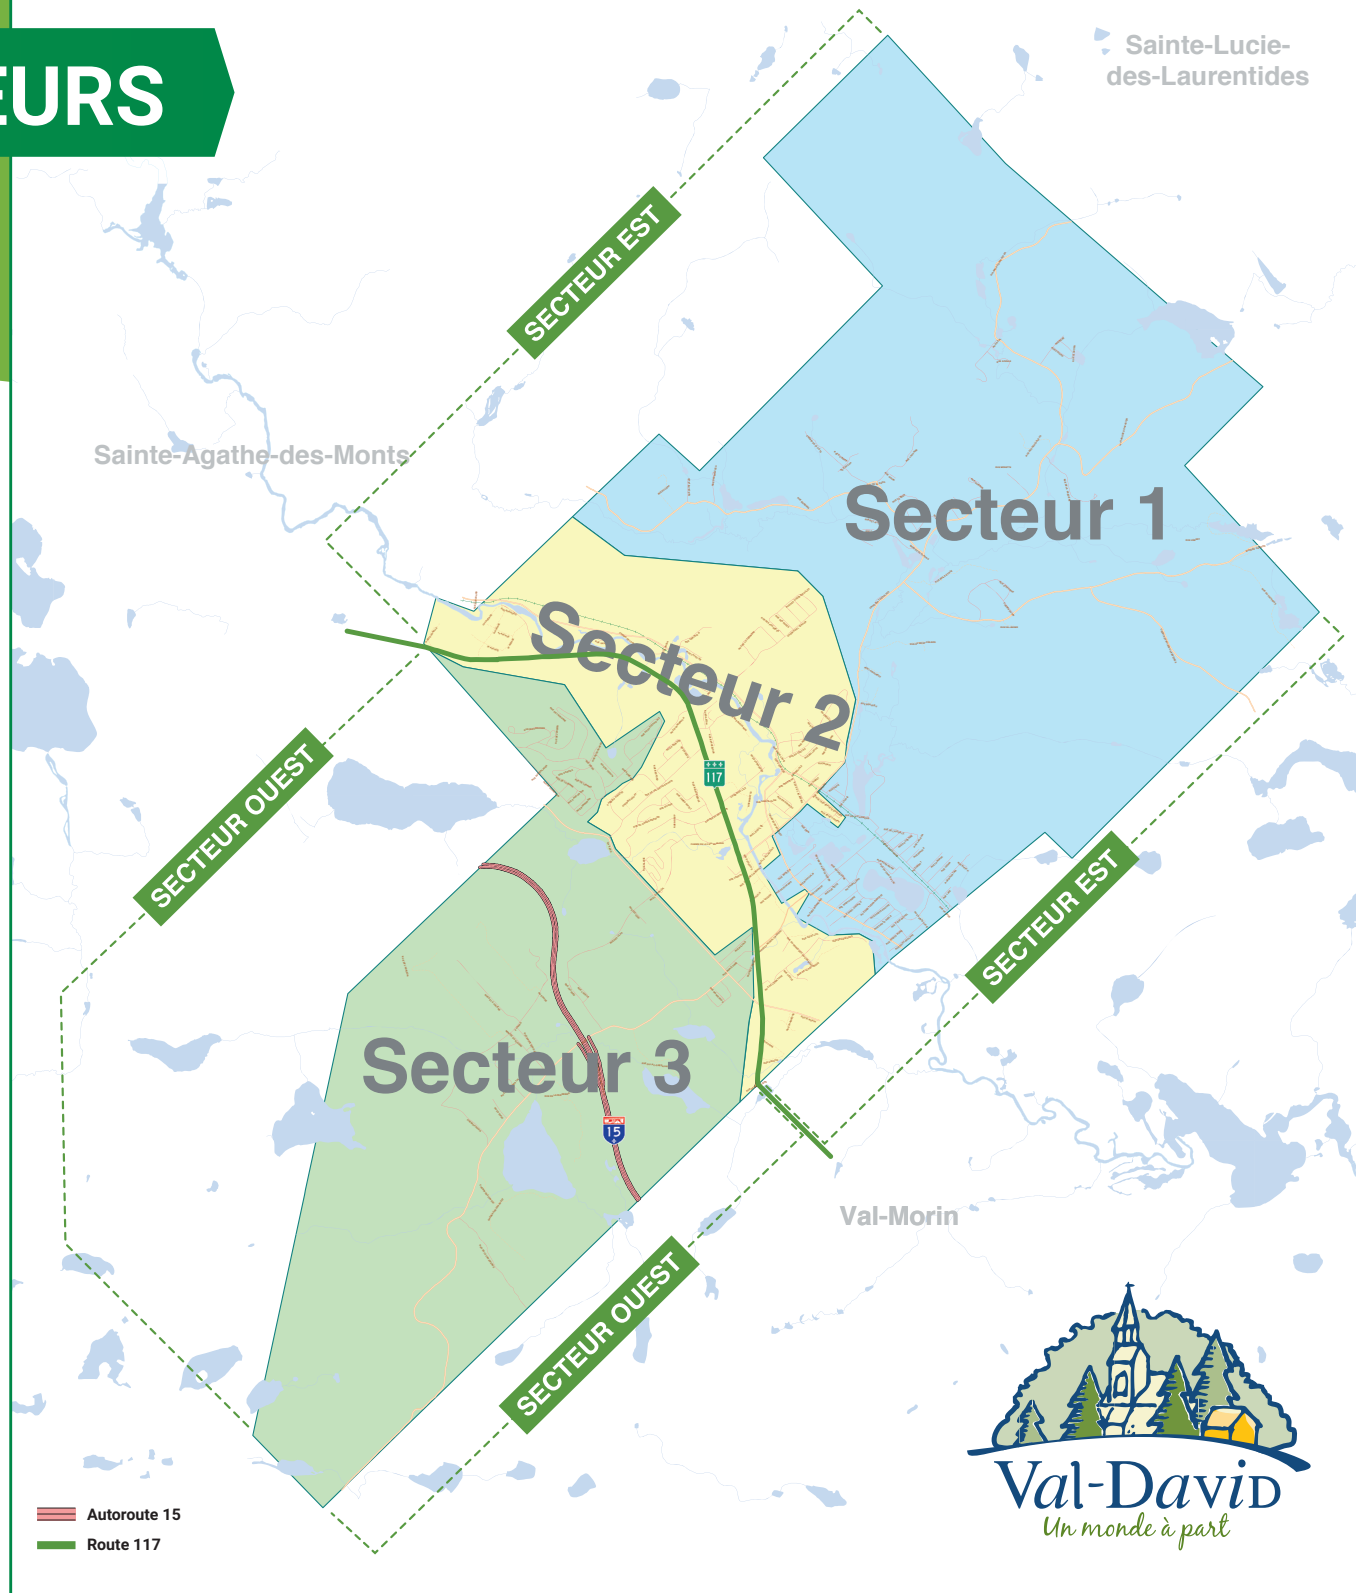 EURS
Sainte-Lucie-
des-Laurentides
SECTEUR EST
Sainte-Agathe-des-Monts
Secteur 1
Secteur 2
117
SECTEUR OUEST
SECTEUR EST
Secteur 3
15
Val-Morin
SECTEUR OUEST
Val-David
Un monde à part
Autoroute 15
Route 117